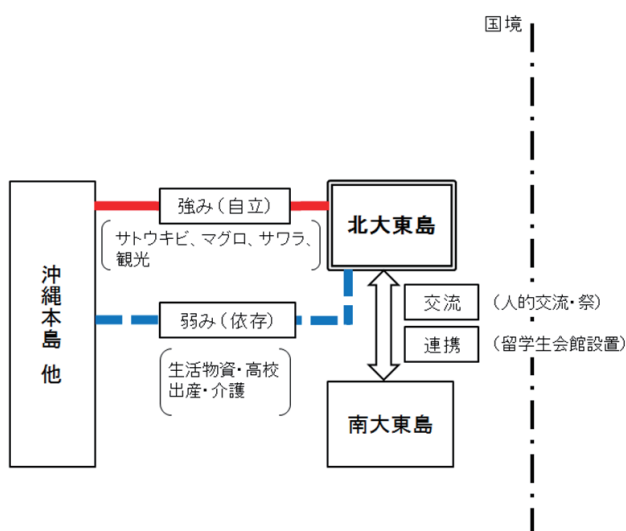 国境
強み（自立）
サトウキビ、マグロ、サワラ、
観光
北大東島
沖縄本島 他
弱み（依存）
生活物資・高校
出産・介護
交流
（人的交流・祭）
連携
（留学生会館設置）
南大東島